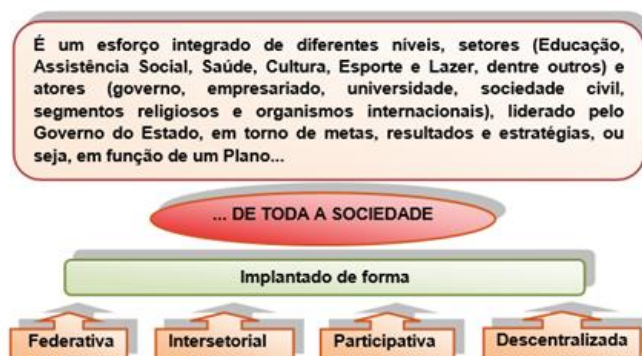 É um esforço integrado de diferentes níveis, setores (Educação,
Assistência Social, Saúde, Cultura, Esporte e Lazer, dentre outros) e
atores (governo, empresariado, universidade, sociedade civil,
segmentos religiosos e organismos internacionais), liderado pelo
Governo do Estado, em torno de metas, resultados e estratégias, ou
seja, em função de um Plano...
... DE TODA A SOCIEDADE
Implantado de forma
Federativa Intersetorial Participativa Descentralizada